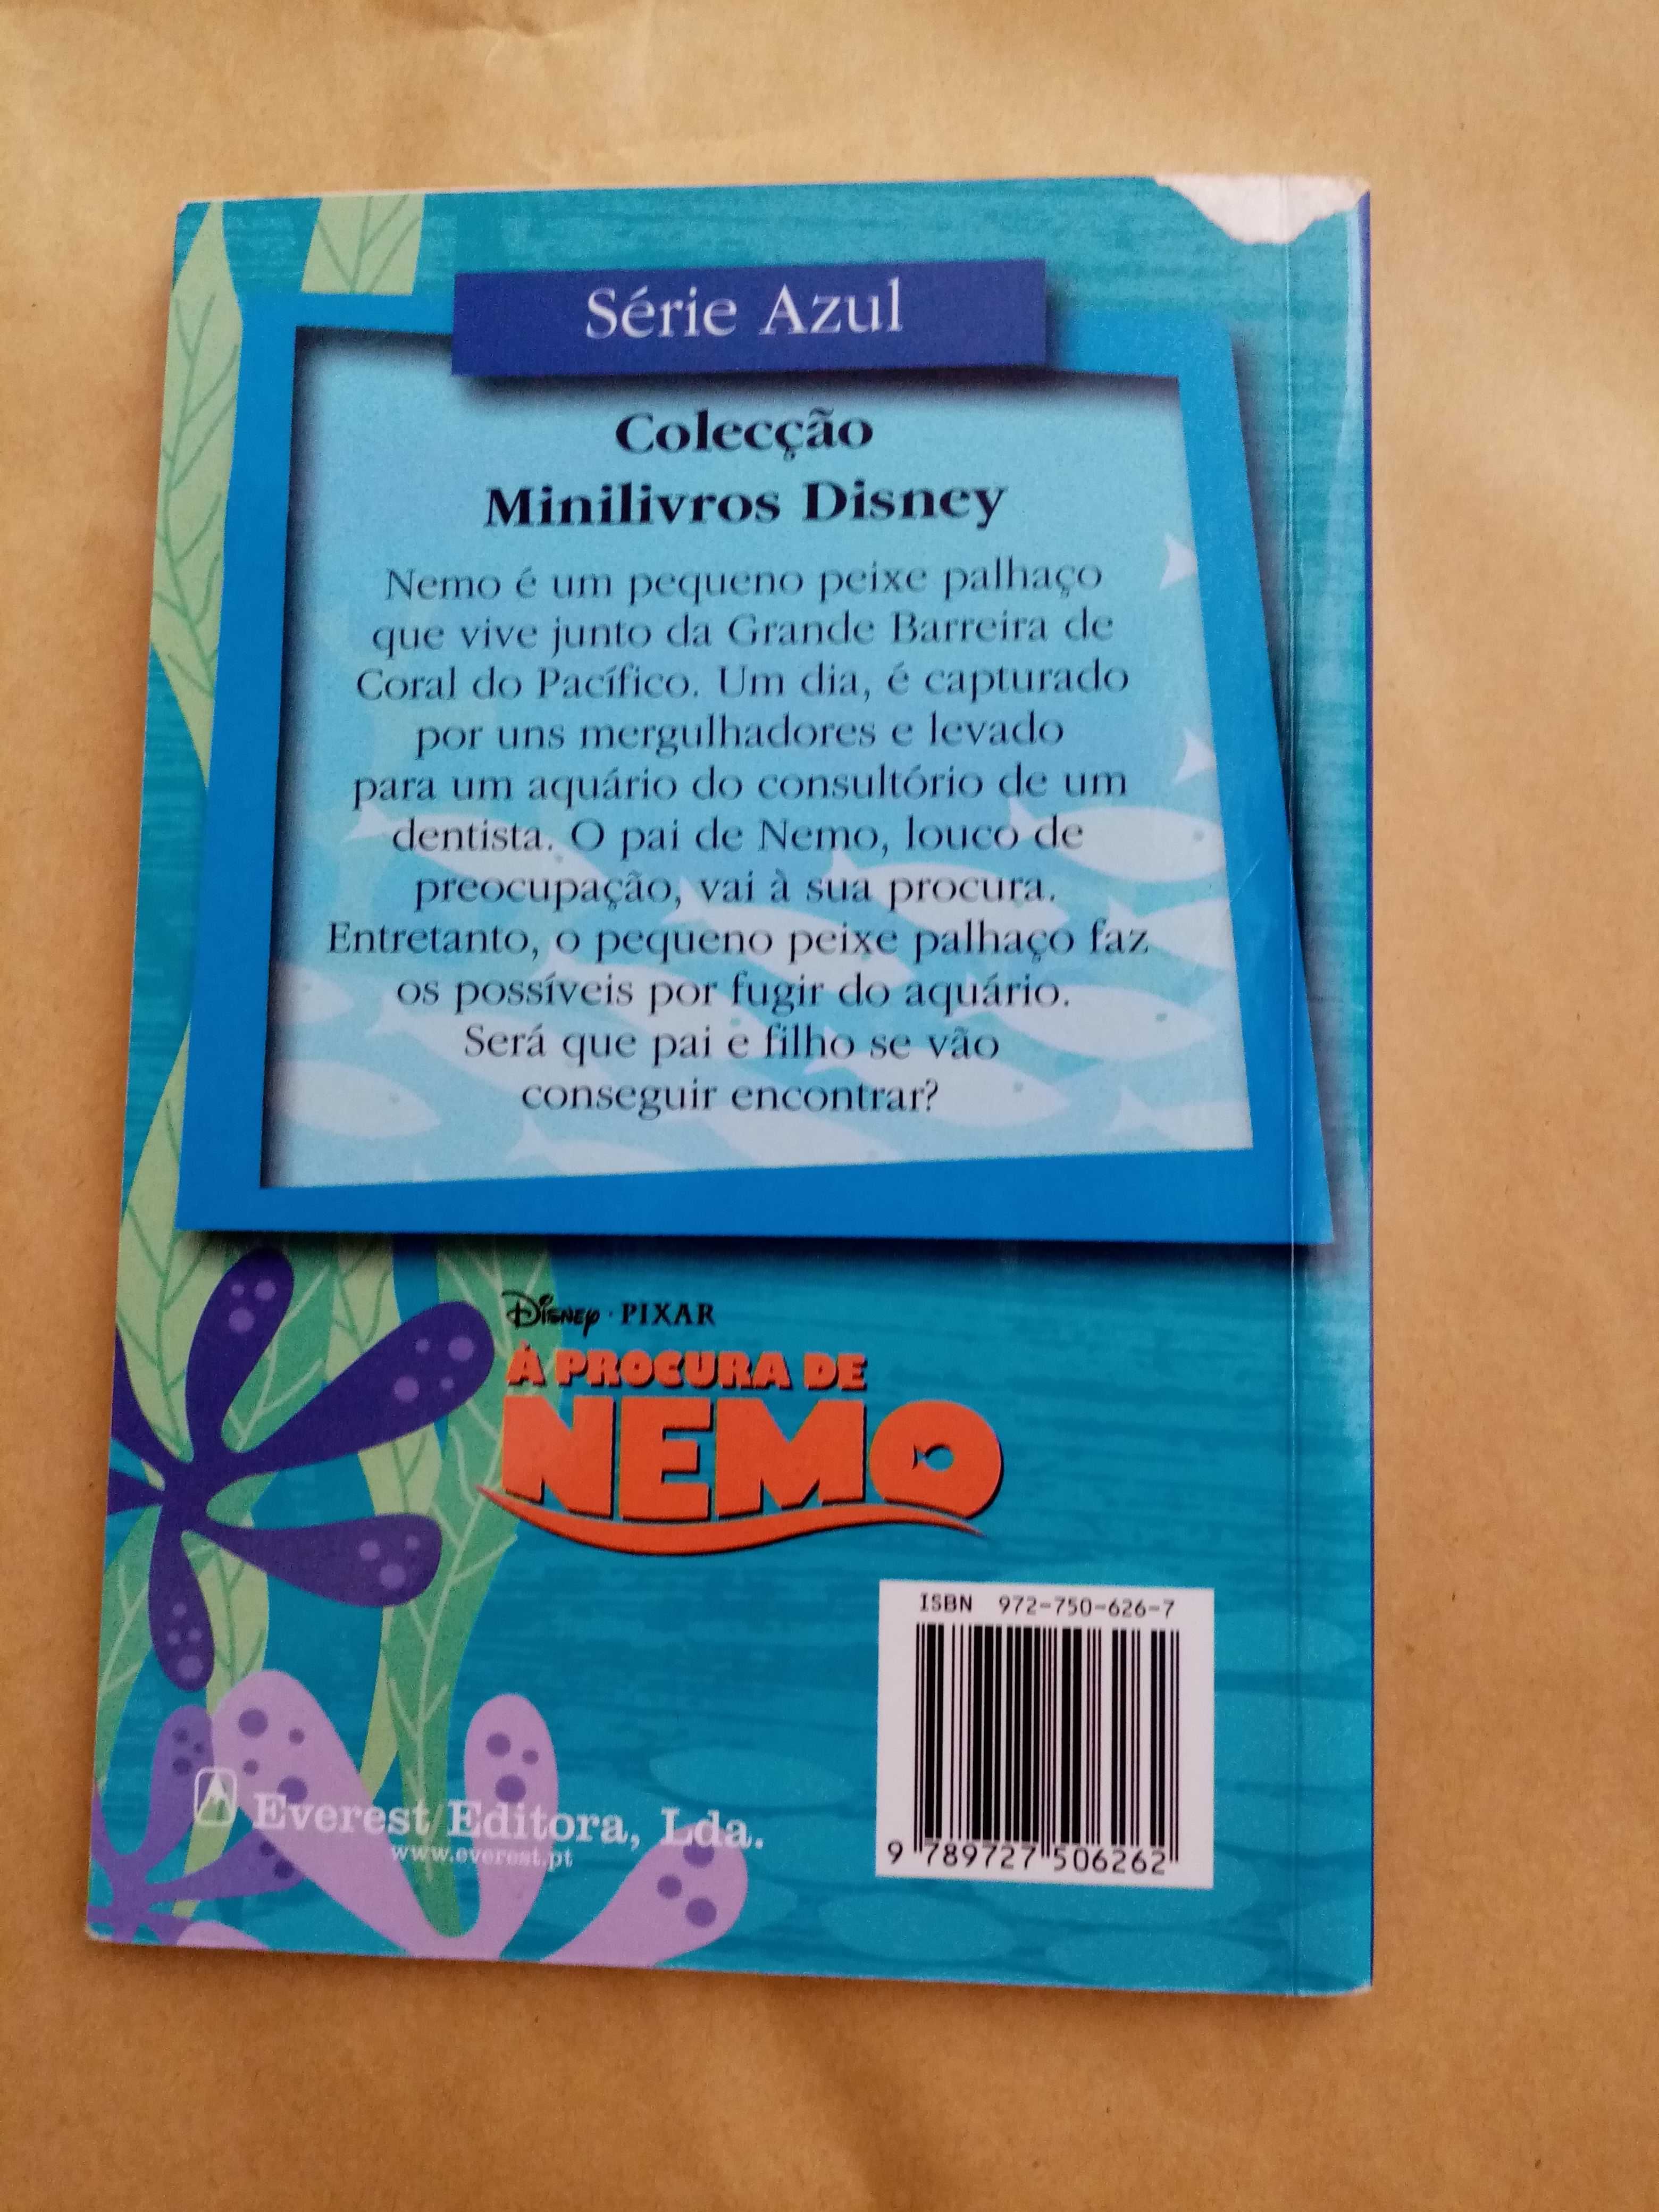 Série Azul
Colecção
Minilivros Disney
Nemo é um pequeno peixe palhaço
que vive junto da Grande Barreira de
Coral do Pacífico. Um dia, é capturado
por uns mergulhadores e levado
para um aquário do consultório de um
dentista. O pai de Nemo, louco de
preocupação, vai à sua procura.
Entretanto, o pequeno peixe palhaço faz
os possíveis por fugir do aquário.
Será que pai e filho se vão
conseguir encontrar?
Disney · PIXAR
À PROCURA DE
NEMO
ISBN 972-750-626-7
9 789727 506262
Everest Editora, Lda.
www.everest.pt